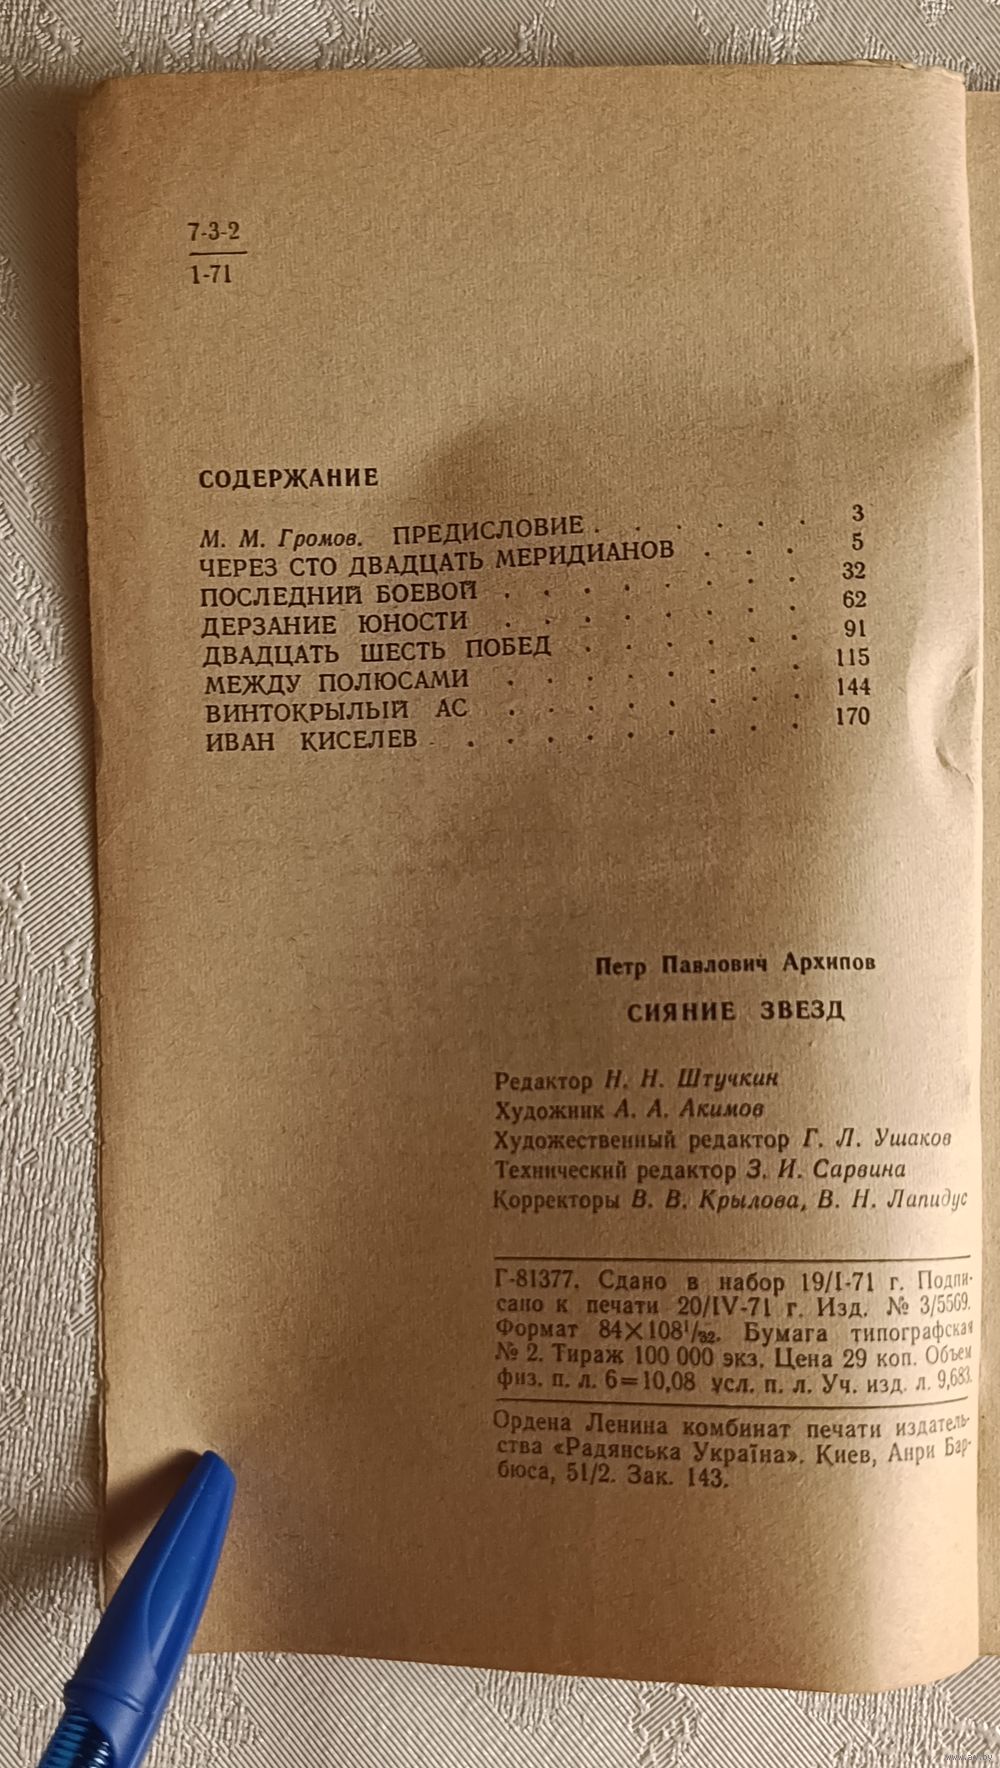 7-3-2
1-71
СОДЕРЖАНИЕ
М. М. Громов. ПРЕДИСЛОВИЕ . . . . . . 3
ЧЕРЕЗ СТО ДВАДЦАТЬ МЕРИДИАНОВ . . . 5
ПОСЛЕДНИЙ БОЕВОЙ . . . . . . . . 32
ДЕРЗАНИЕ ЮНОСТИ . . . . . . . . 62
ДВАДЦАТЬ ШЕСТЬ ПОБЕД . . . . . . 91
МЕЖДУ ПОЛЮСАМИ . . . . . . . . 115
ВИНТОКРЫЛЫЙ АС . . . . . . . . 144
ИВАН КИСЕЛЕВ . . . . . . . . . 170
Петр Павлович Архипов
СИЯНИЕ ЗВЕЗД
Редактор Н. Н. Штучкин
Художник А. А. Акимов
Художественный редактор Г. Л. Ушаков
Технический редактор З. И. Сарвина
Корректоры В. В. Крылова, В. Н. Лапидус
Г-81377. Сдано в набор 19/I-71 г. Подпи-
сано к печати 20/IV-71 г. Изд. № 3/5569.
Формат 84×108¹/₃₂. Бумага типографская
№ 2. Тираж 100 000 экз. Цена 29 коп. Объем
физ. п. л. 6=10,08 усл. п. л. Уч. изд. л. 9,683.
Ордена Ленина комбинат печати издатель-
ства «Радянська Україна». Киев, Анри Бар-
бюса, 51/2. Зак. 143.
www.ay.by